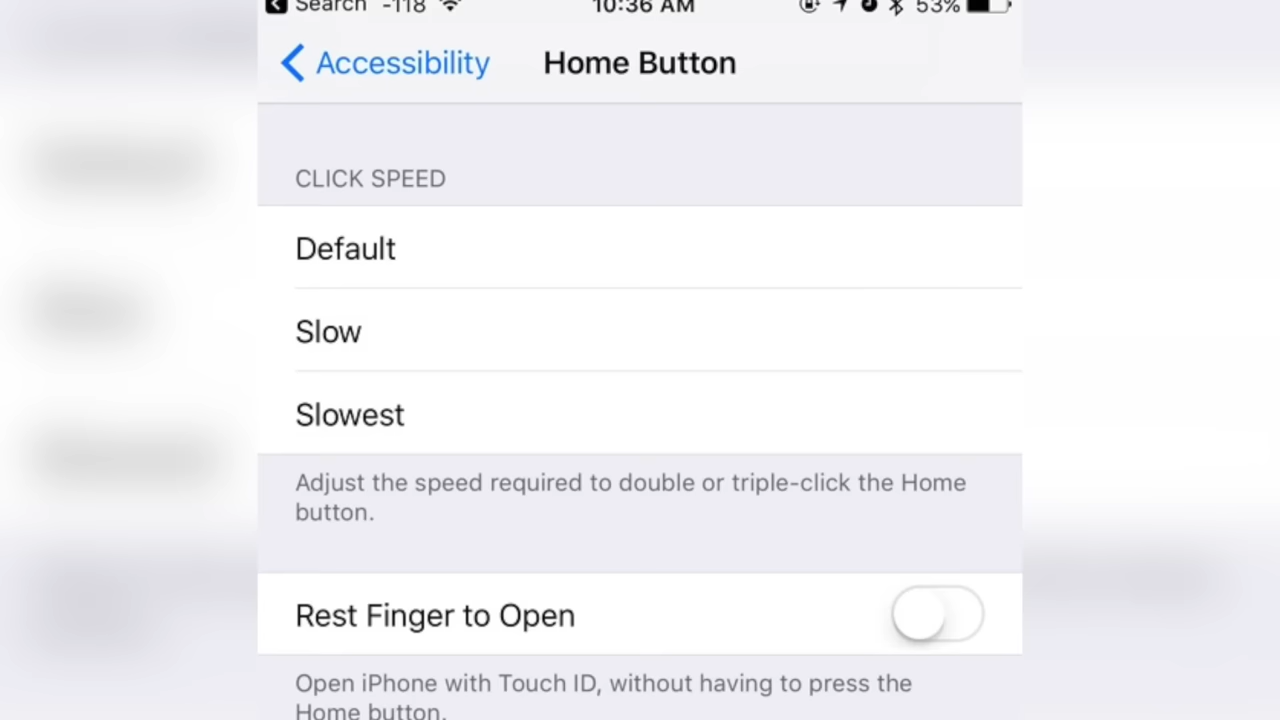 Search -118 10:36 AM 53%
Accessibility Home Button
CLICK SPEED
Default
Slow
Slowest
Adjust the speed required to double or triple-click the Home
button.
Rest Finger to Open
Open iPhone with Touch ID, without having to press the
Home button.